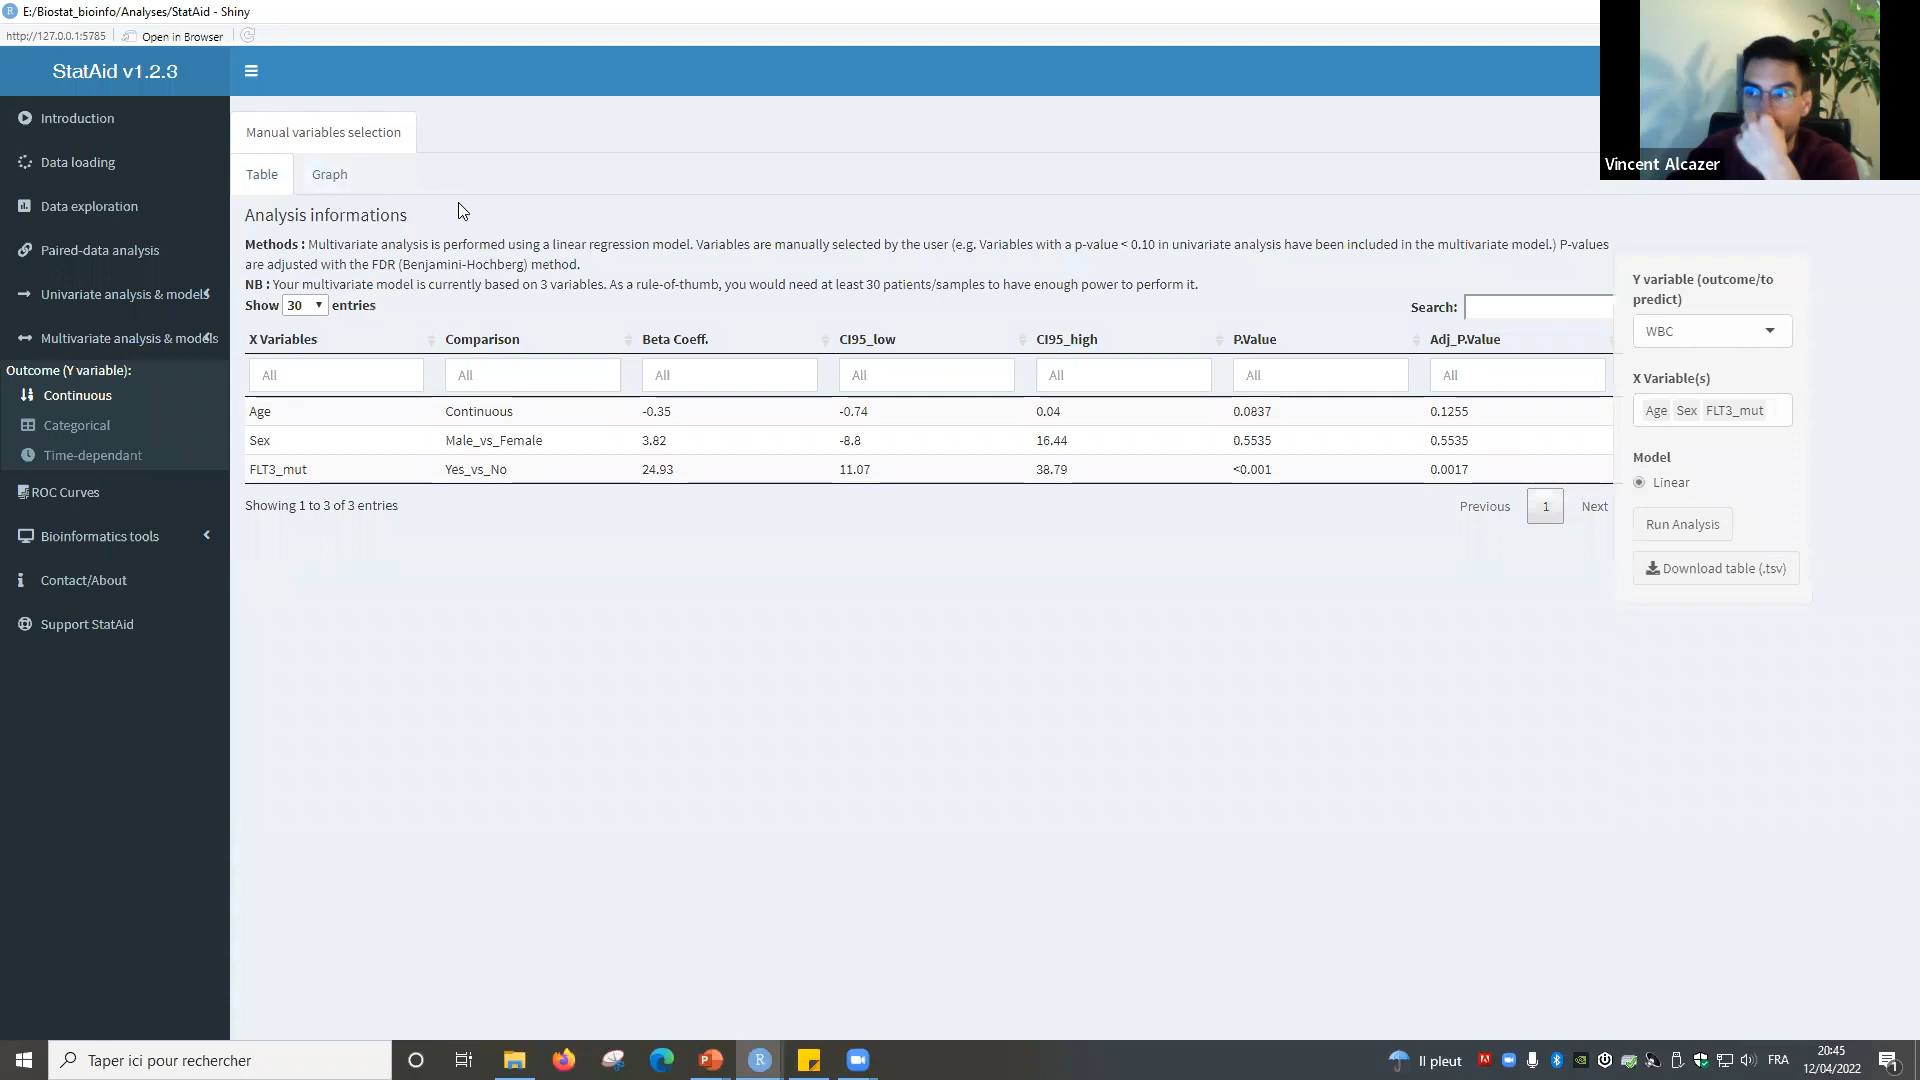 E:/Biostat_bioinfo/Analyses/StatAid - Shiny
http://127.0.0.1:5785 Open in Browser
StatAid v1.2.3
Introduction
Data loading
Data exploration
Paired-data analysis
Univariate analysis & models
Multivariate analysis & models
Outcome (Y variable):
Continuous
Categorical
Time-dependant
ROC Curves
Bioinformatics tools
Contact/About
Support StatAid
Manual variables selection
Table Graph
Analysis informations
Methods : Multivariate analysis is performed using a linear regression model. Variables are manually selected by the user (e.g. Variables with a p-value < 0.10 in univariate analysis have been included in the multivariate model.) P-values
are adjusted with the FDR (Benjamini-Hochberg) method.
NB : Your multivariate model is currently based on 3 variables. As a rule-of-thumb, you would need at least 30 patients/samples to have enough power to perform it.
Show 30 entries Search:
X Variables Comparison Beta Coeff. CI95_low CI95_high P.Value Adj_P.Value
All All All All All All All
Age Continuous -0.35 -0.74 0.04 0.0837 0.1255
Sex Male_vs_Female 3.82 -8.8 16.44 0.5535 0.5535
FLT3_mut Yes_vs_No 24.93 11.07 38.79 <0.001 0.0017
Showing 1 to 3 of 3 entries Previous 1 Next
Vincent Alcazer
Y variable (outcome/to
predict)
WBC
X Variable(s)
Age Sex FLT3_mut
Model
Linear
Run Analysis
Download table (.tsv)
Taper ici pour rechercher
Il pleut FRA 20:45
12/04/2022
1